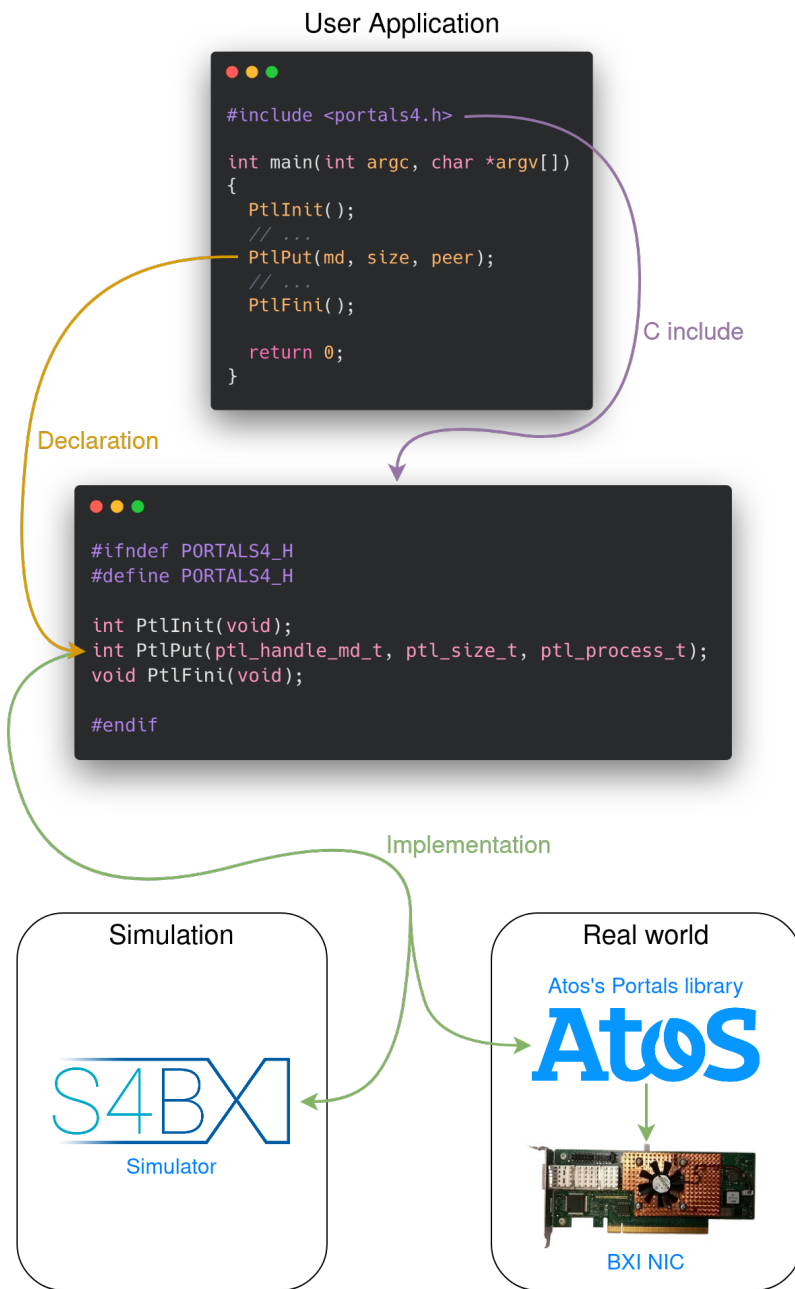 User Application
#include <portals4.h>
int main(int argc, char *argv[])
{
  PtlInit();
  // ...
  PtlPut(md, size, peer);
  // ...
  PtlFini();
  return 0;
}
C include
Declaration
#ifndef PORTALS4_H
#define PORTALS4_H
int PtlInit(void);
int PtlPut(ptl_handle_md_t, ptl_size_t, ptl_process_t);
void PtlFini(void);
#endif
Implementation
Simulation
S4BXI
Simulator
Real world
Atos's Portals library
Atos
BXI NIC